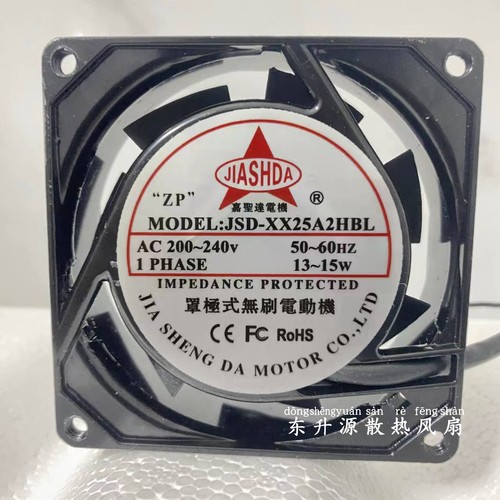 JIASHDA
®
嘉聖達電機
"ZP"
MODEL:JSD-XX25A2HBL
AC 200~240v 50~60HZ
1 PHASE 13~15W
IMPEDANCE PROTECTED
罩極式無刷電動機
CE FC RoHS
JIA SHENG DA MOTOR CO.,LTD
dōngshēngyuán sàn rè fēng shàn
东升源散热风扇